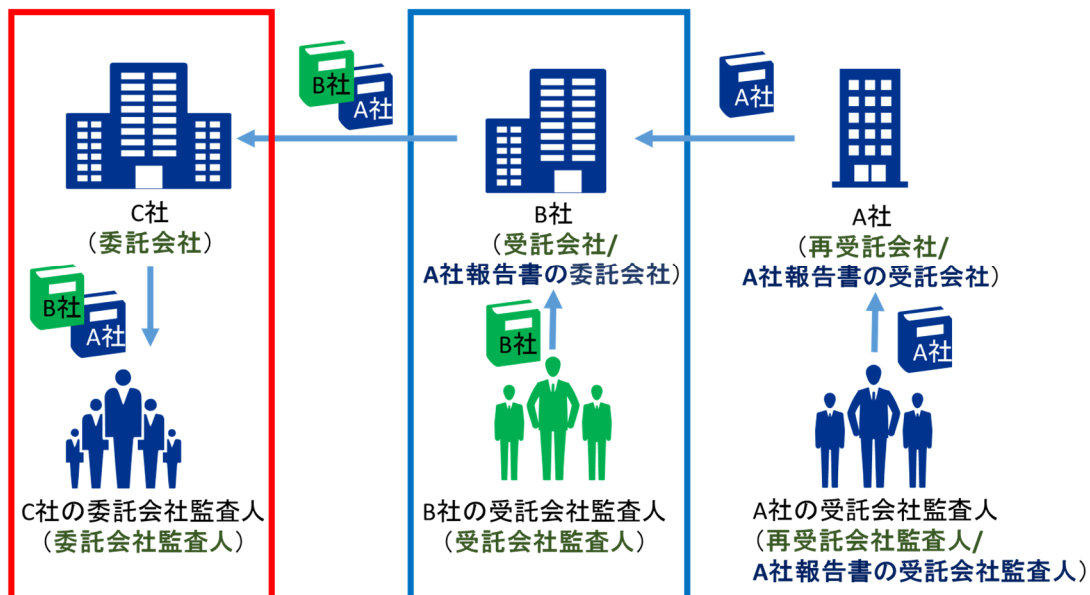 B社
A社
A社
C社
（委託会社）
B社
（受託会社/
A社報告書の委託会社）
A社
（再受託会社/
A社報告書の受託会社）
B社
A社
B社
A社
C社の委託会社監査人
（委託会社監査人）
B社の受託会社監査人
（受託会社監査人）
A社の受託会社監査人
（再受託会社監査人/
A社報告書の受託会社監査人）